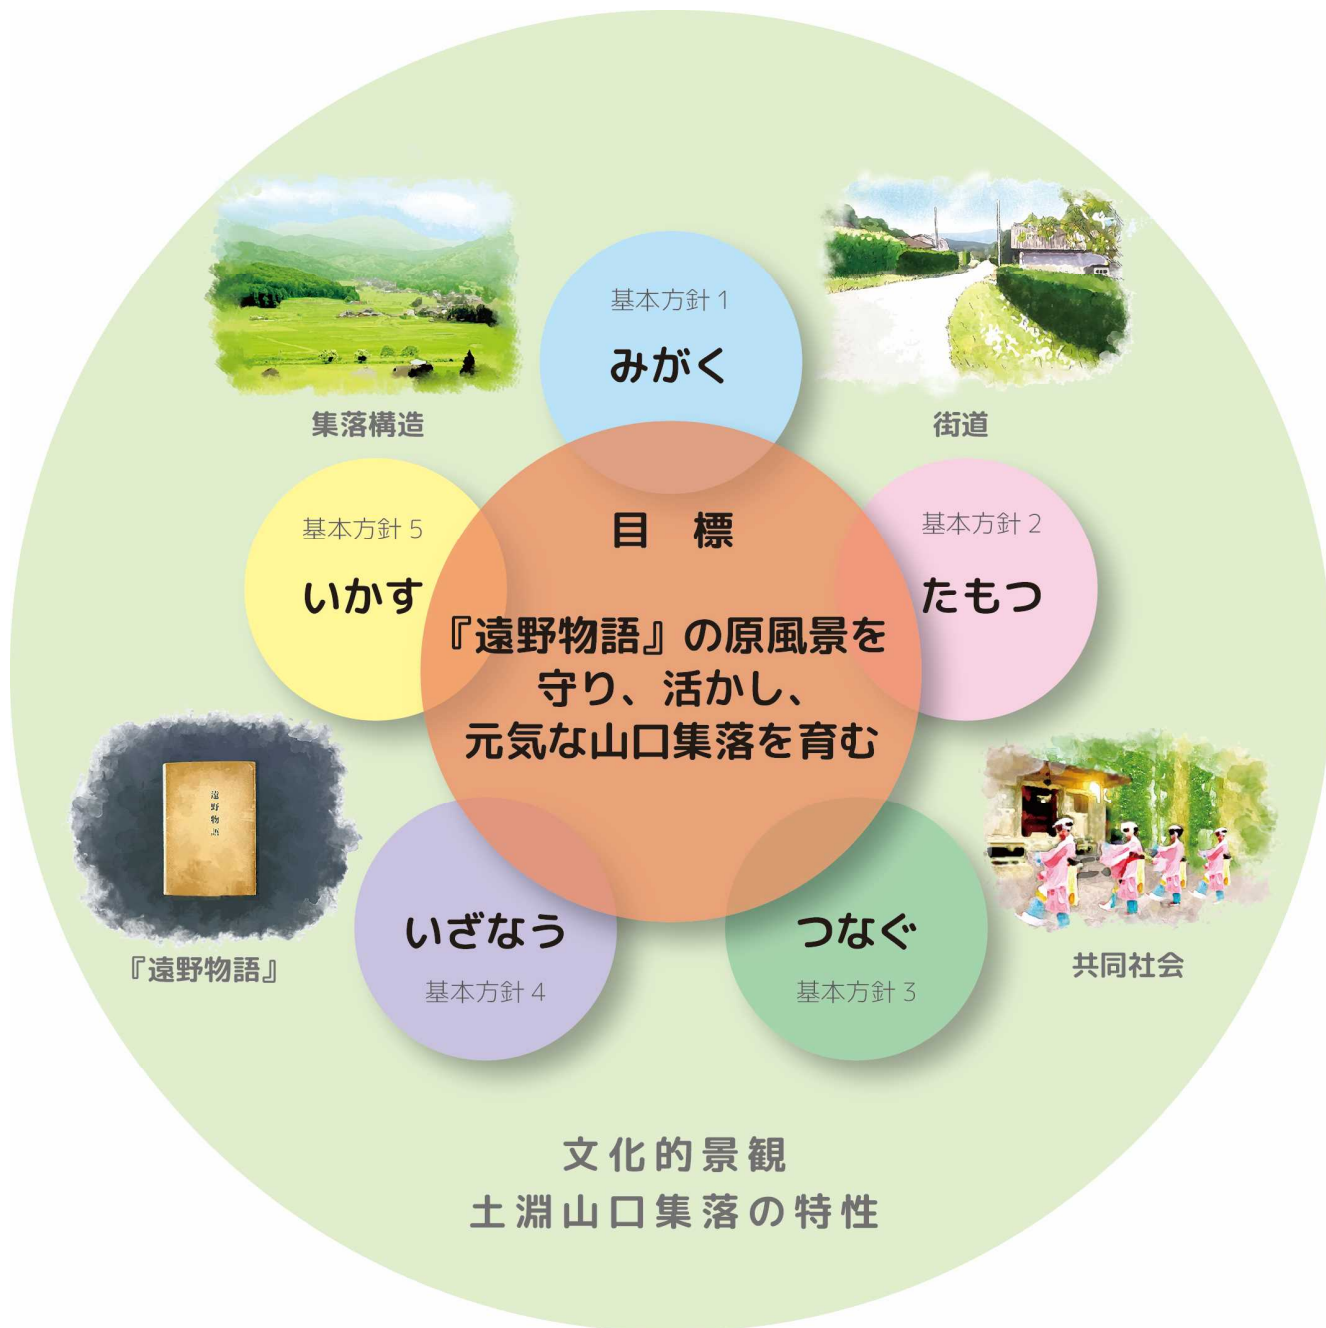 基本方針 1
みがく
集落構造
街道
基本方針 5
いかす
目 標
『遠野物語』の原風景を
守り、活かし、
元気な山口集落を育む
基本方針 2
たもつ
遠野物語
『遠野物語』
いざなう
基本方針 4
つなぐ
基本方針 3
共同社会
文化的景観
土淵山口集落の特性